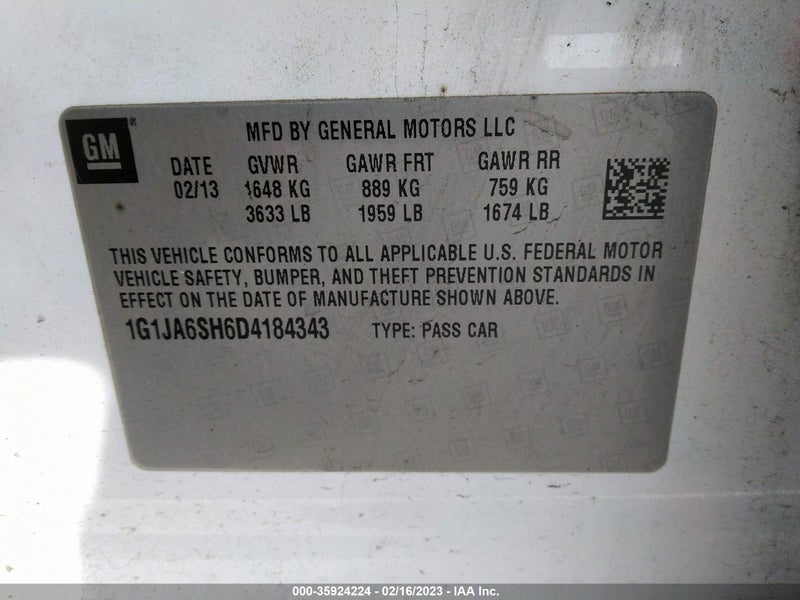 GM ®
MFD BY GENERAL MOTORS LLC
DATE GVWR GAWR FRT GAWR RR
02/13 1648 KG 889 KG 759 KG
3633 LB 1959 LB 1674 LB
THIS VEHICLE CONFORMS TO ALL APPLICABLE U.S. FEDERAL MOTOR
VEHICLE SAFETY, BUMPER, AND THEFT PREVENTION STANDARDS IN
EFFECT ON THE DATE OF MANUFACTURE SHOWN ABOVE.
1G1JA6SH6D4184343 TYPE: PASS CAR
000-35924224 - 02/16/2023 - IAA Inc.